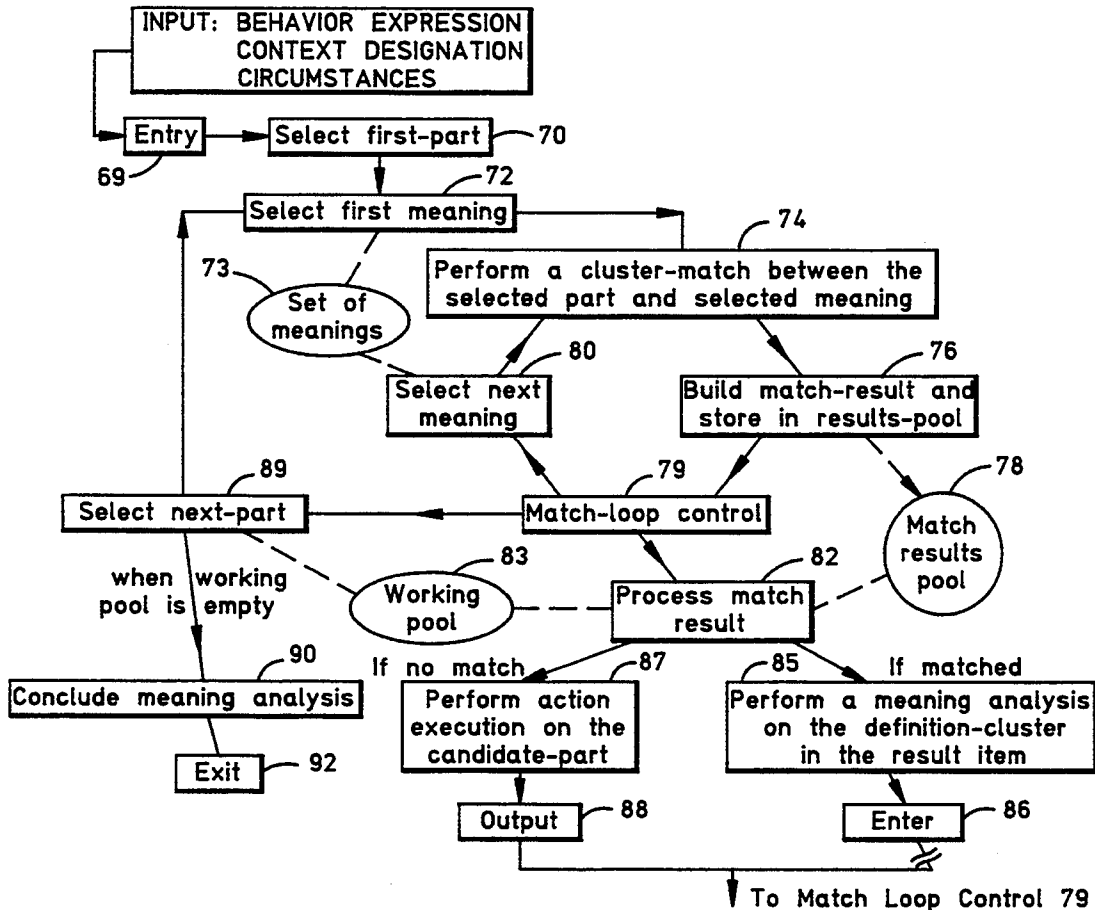 INPUT: BEHAVIOR EXPRESSION
CONTEXT DESIGNATION
CIRCUMSTANCES
Entry
69
Select first-part
70
72
Select first meaning
74
73
Set of
meanings
Perform a cluster-match between the
selected part and selected meaning
80
Select next
meaning
76
Build match-result and
store in results-pool
89
Select next-part
79
Match-loop control
78
Match
results
pool
when working
pool is empty
83
Working
pool
82
Process match
result
90
Conclude meaning analysis
If no match
87
Perform action
execution on the
candidate-part
85
If matched
Perform a meaning analysis
on the definition-cluster
in the result item
Exit
92
Output
88
Enter
86
To Match Loop Control 79